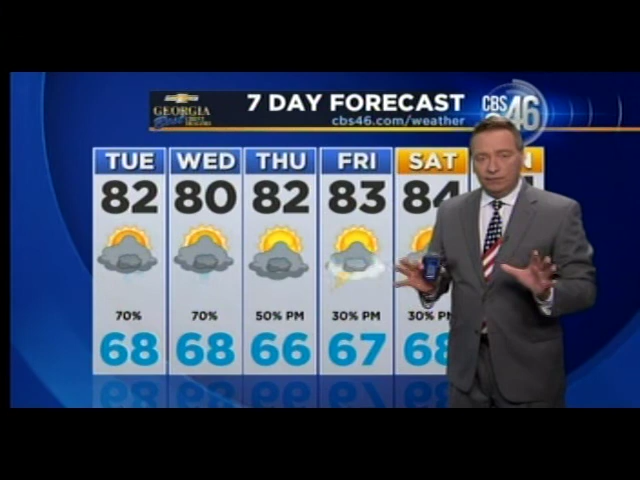 GEORGIA
Best
7 DAY FORECAST
cbs46.com/weather
CBS
46
TUE WED THU FRI SAT
82 80 82 83 84
70% 70% 50% PM 30% PM 30% PM
68 68 66 67 68